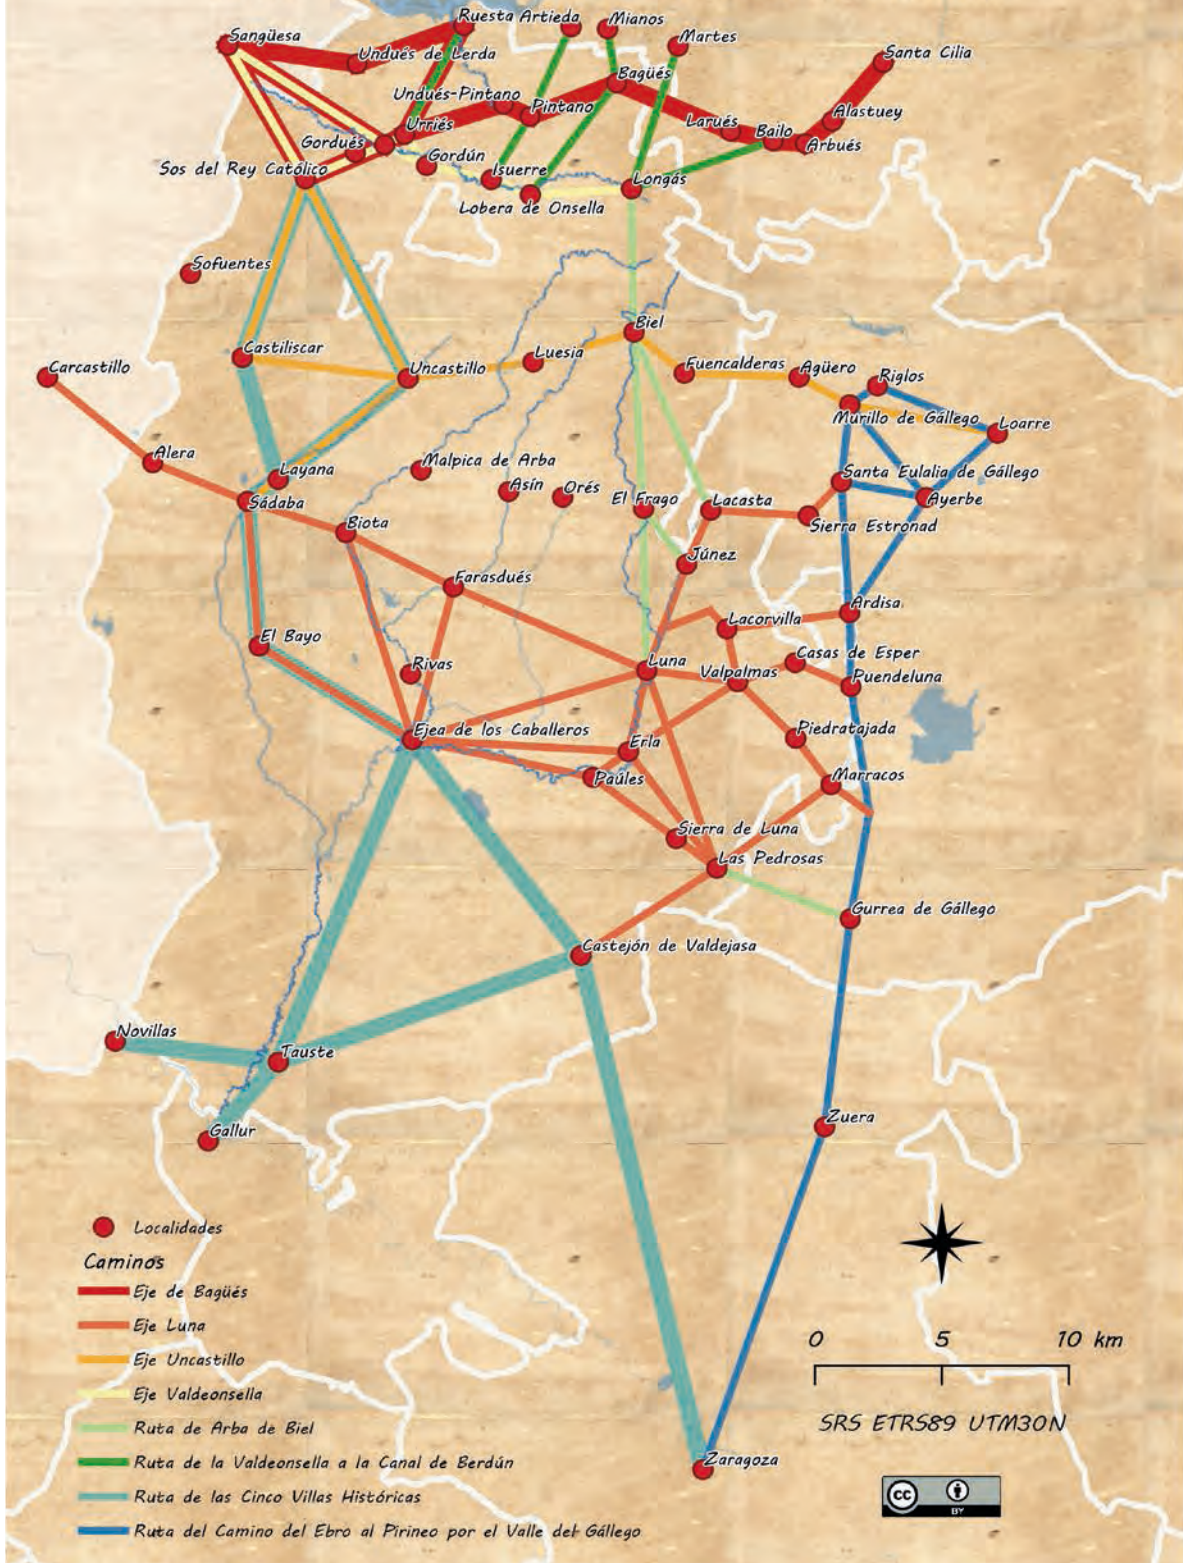 Ruesta Artieda
Mianos
Sangüesa
Martes
Undués de Lerda
Santa Cilia
Bagüés
Undués-Pintano
Pintano
Alastuey
Urriés
Larués
Bailo
Gordués
Arbués
Gordún
Sos del Rey Católico
Isuerre
Longás
Lobera de Onsella
Sofuentes
Biel
Castiliscar
Luesia
Carcastillo
Uncastillo
Fuencalderas
Agüero
Riglos
Murillo de Gállego
Loarre
Alera
Malpica de Arba
Layana
Santa Eulalia de Gállego
Asín
Orés
Sádaba
El Frago
Lacasta
Ayerbe
Biota
Sierra Estronad
Júnez
Farasdués
Ardisa
Lacorvilla
El Bayo
Casas de Esper
Rivas
Luna
Valpalmas
Puendeluna
Ejea de los Caballeros
Erla
Piedratajada
Paúles
Marracos
Sierra de Luna
Las Pedrosas
Gurrea de Gállego
Castejón de Valdejasa
Novillas
Tauste
Gallur
Zuera
Localidades
Caminos
Eje de Bagüés
Eje Luna
Eje Uncastillo
Eje Valdeonsella
Ruta de Arba de Biel
Ruta de la Valdeonsella a la Canal de Berdún
Ruta de las Cinco Villas Históricas
Ruta del Camino del Ebro al Pirineo por el Valle del Gállego
0 5 10 km
SRS ETRS89 UTM30N
Zaragoza
cc
BY